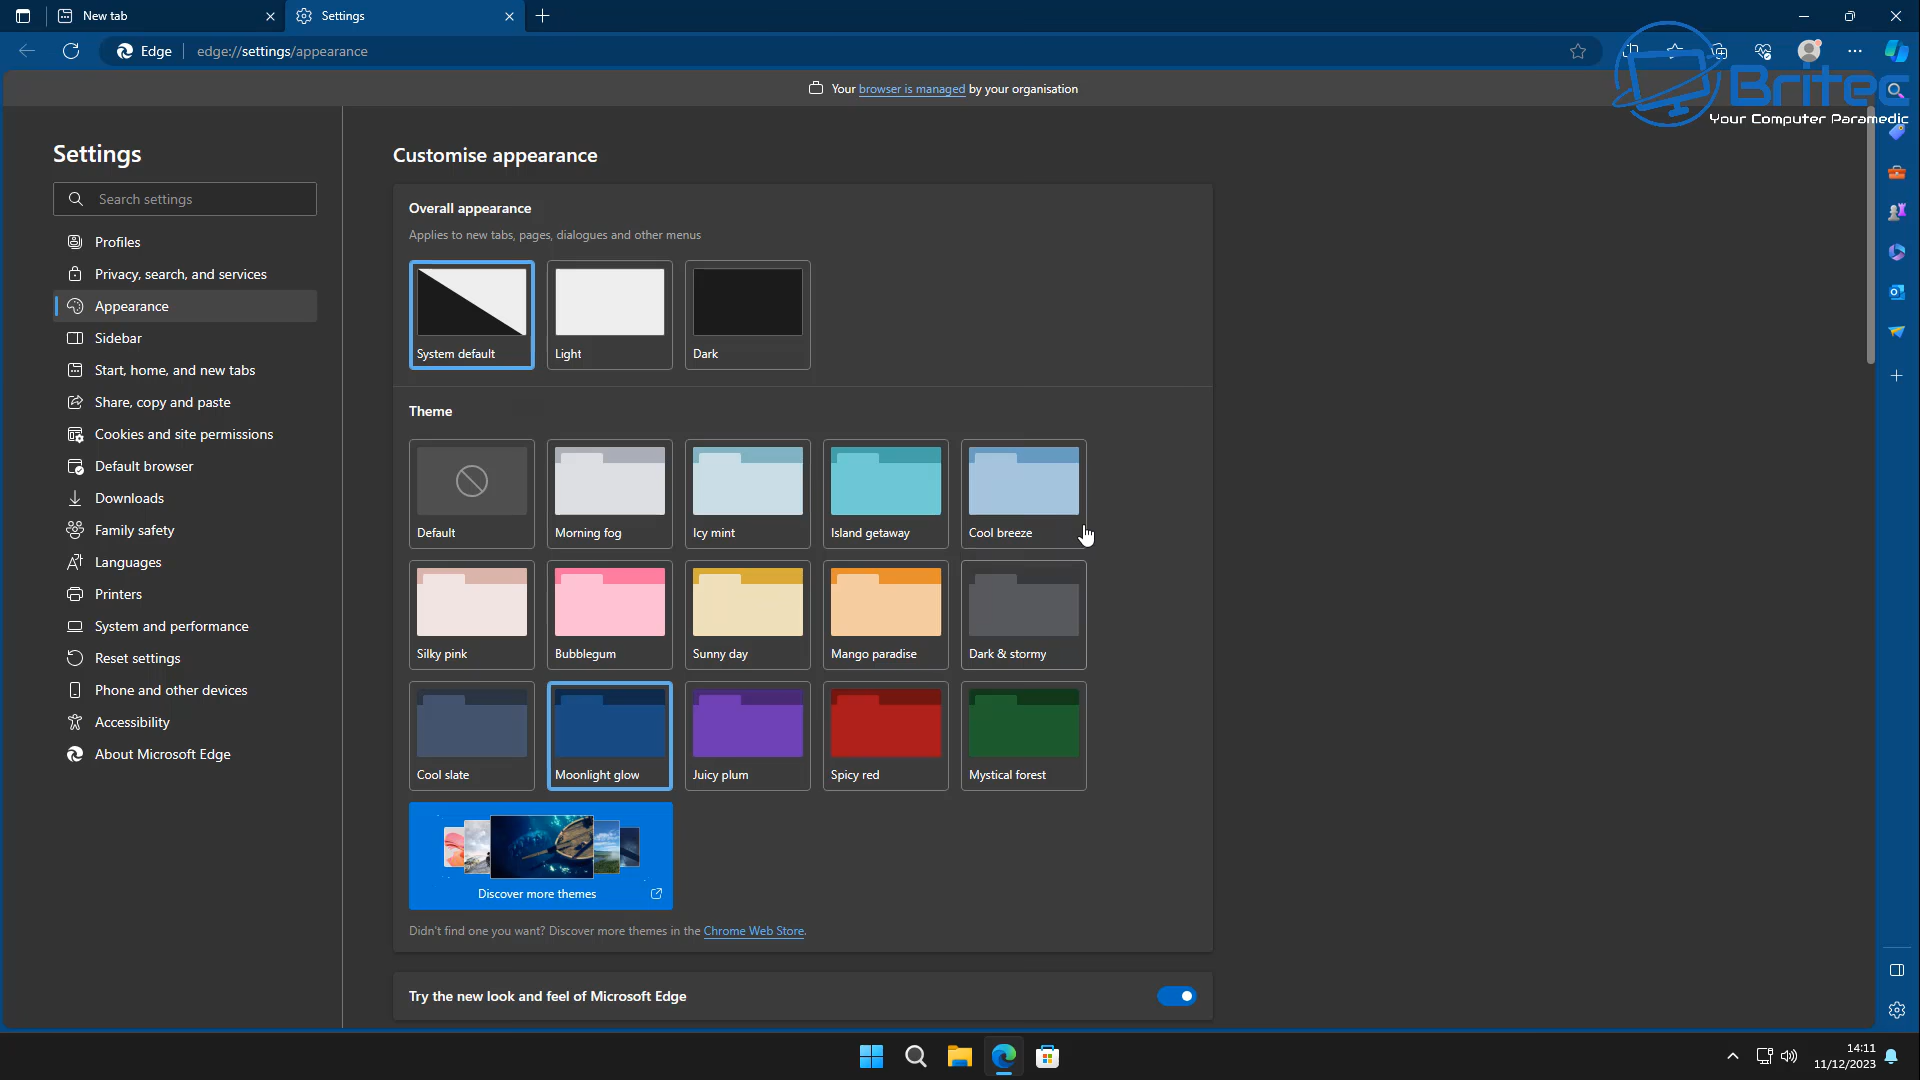 New tab
Settings
Edge
edge://settings/appearance
Your browser is managed by your organisation
Britec
Your Computer Paramedic
Settings
Search settings
Profiles
Privacy, search, and services
Appearance
Sidebar
Start, home, and new tabs
Share, copy and paste
Cookies and site permissions
Default browser
Downloads
Family safety
Languages
Printers
System and performance
Reset settings
Phone and other devices
Accessibility
About Microsoft Edge
Customise appearance
Overall appearance
Applies to new tabs, pages, dialogues and other menus
System default
Light
Dark
Theme
Default
Morning fog
Icy mint
Island getaway
Cool breeze
Silky pink
Bubblegum
Sunny day
Mango paradise
Dark & stormy
Cool slate
Moonlight glow
Juicy plum
Spicy red
Mystical forest
Discover more themes
Didn't find one you want? Discover more themes in the Chrome Web Store.
Try the new look and feel of Microsoft Edge
14:11
11/12/2023